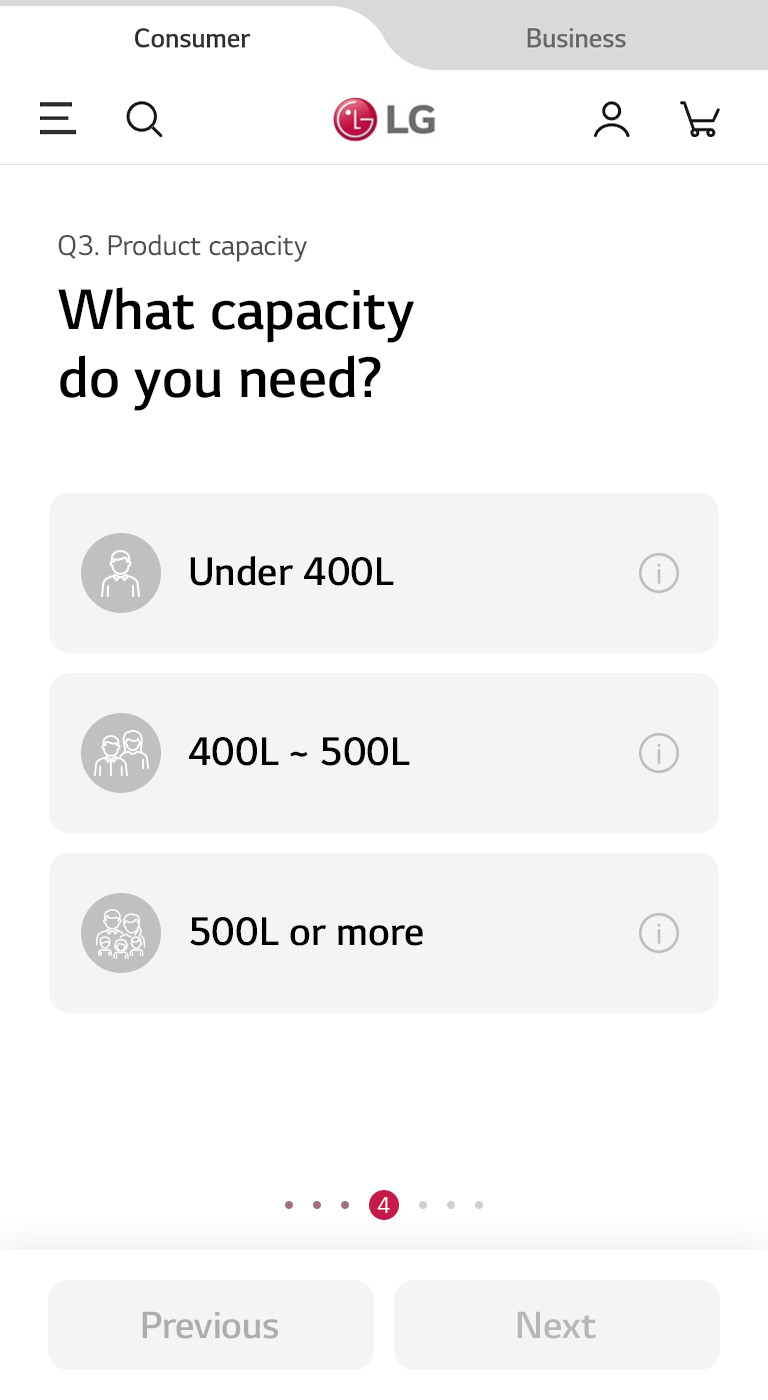 Consumer
Business
LG
Q3. Product capacity
What capacity
do you need?
Under 400L
i
400L ~ 500L
i
500L or more
i
4
Previous
Next